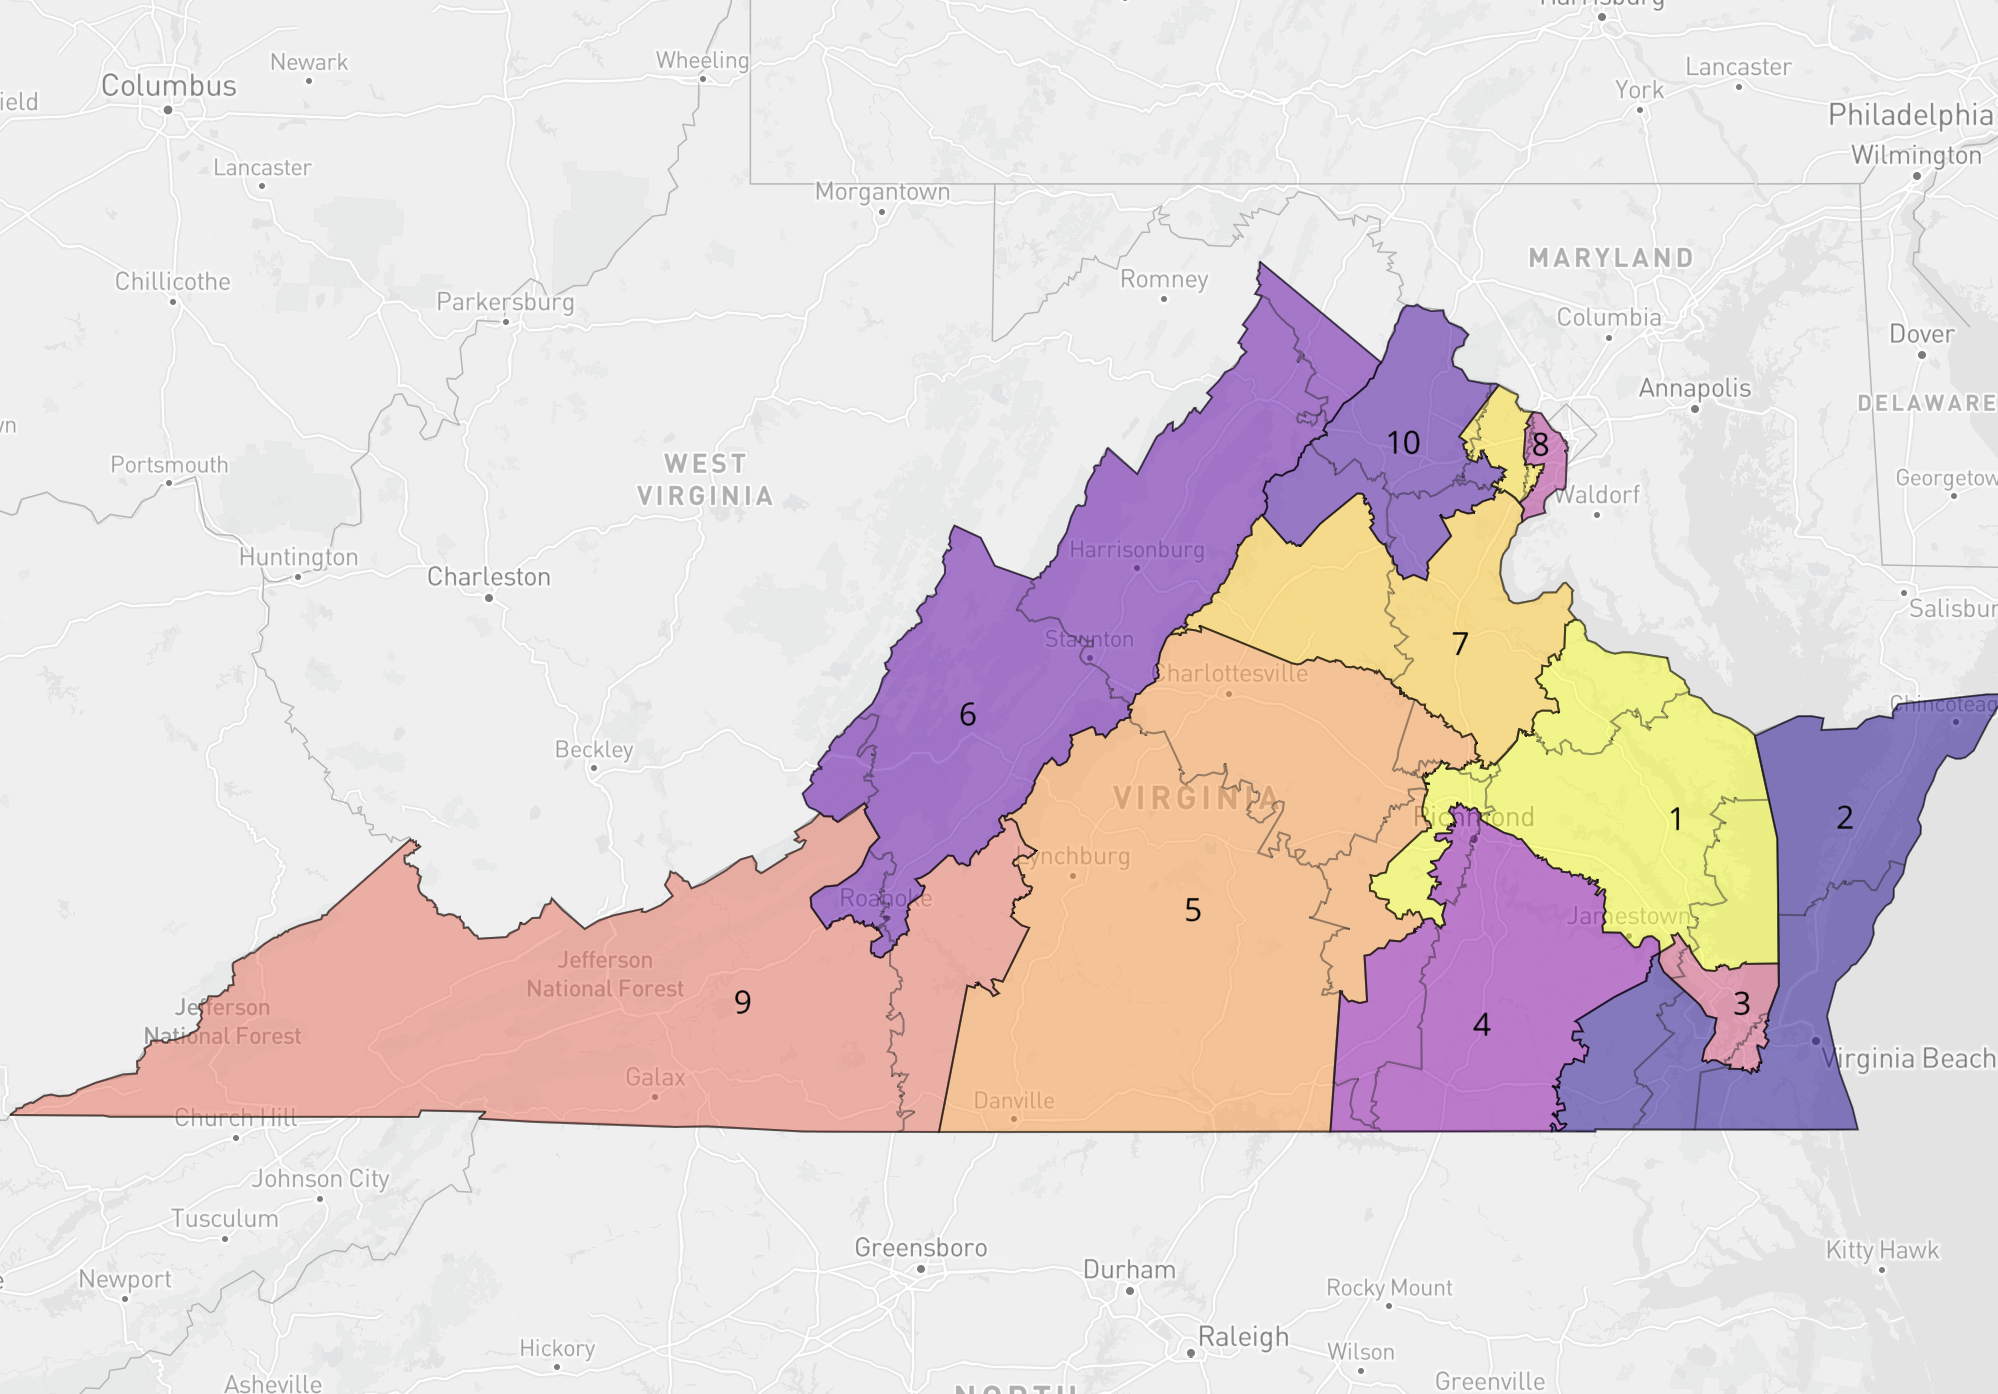 Harrisburg
Newark
Wheeling
Lancaster
Columbus
York
ield
Philadelphia
Lancaster
Wilmington
Morgantown
MARYLAND
Chillicothe
Romney
Parkersburg
Columbia
Dover
Annapolis
DELAWARE
wn
10
8
Portsmouth
WEST
VIRGINIA
Georgetow
Waldorf
Huntington
Harrisonburg
Charleston
Salisbur
Staunton
7
Charlottesville
Chincoteag
6
Beckley
VIRGINIA
Richmond
1
2
Lynchburg
Roanoke
5
Jamestown
Jefferson
National Forest
9
3
Jefferson
National Forest
4
Virginia Beach
Galax
Danville
Church Hill
Johnson City
Tusculum
Greensboro
Kitty Hawk
Newport
Durham
Rocky Mount
Raleigh
Hickory
Wilson
Asheville
Greenville
NORTH